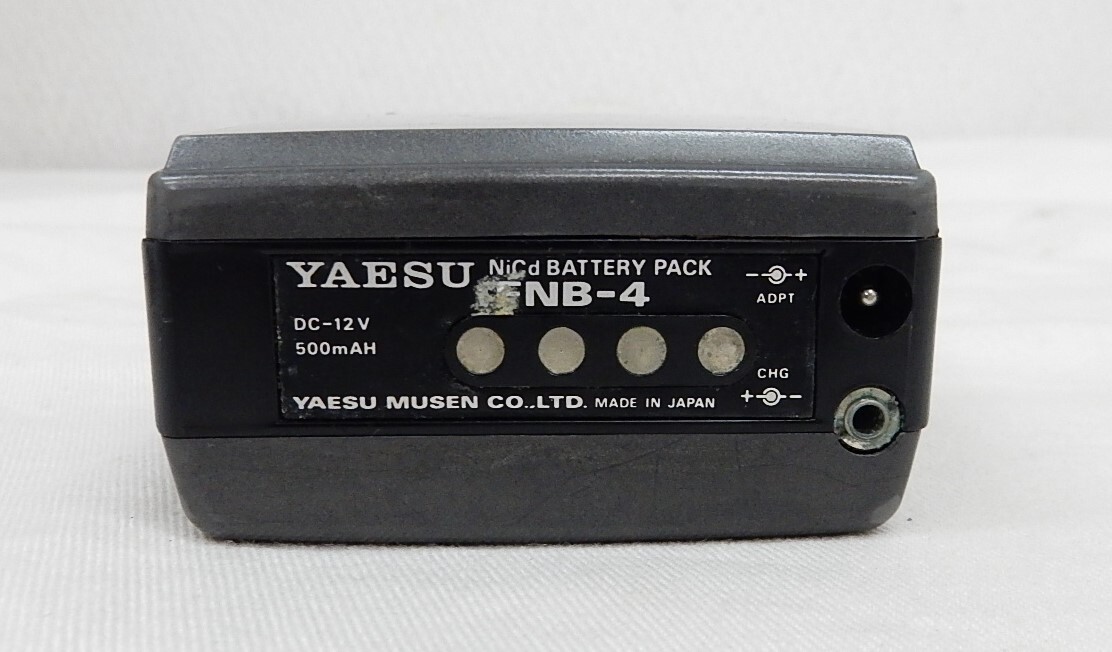 YAESU NiCd BATTERY PACK
FNB-4
DC-12V
500mAH
- +
ADPT
CHG
+ -
YAESU MUSEN CO.,LTD. MADE IN JAPAN